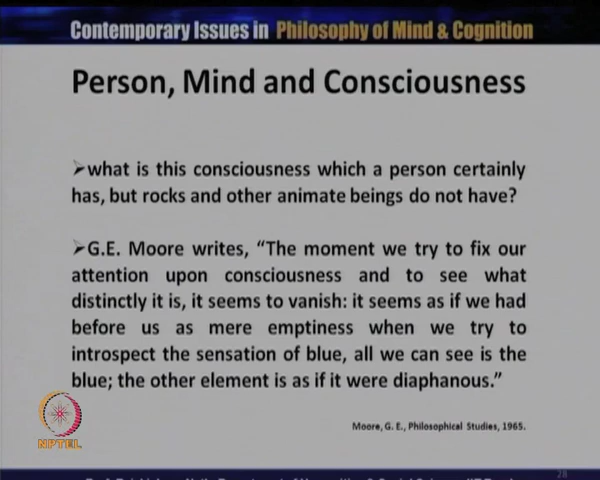 Contemporary Issues in Philosophy of Mind & Cognition
Person, Mind and Consciousness
➢what is this consciousness which a person certainly
has, but rocks and other animate beings do not have?
➢G.E. Moore writes, “The moment we try to fix our
attention upon consciousness and to see what
distinctly it is, it seems to vanish: it seems as if we had
before us as mere emptiness when we try to
introspect the sensation of blue, all we can see is the
blue; the other element is as if it were diaphanous.”
Moore, G. E., Philosophical Studies, 1965.
NPTEL
28